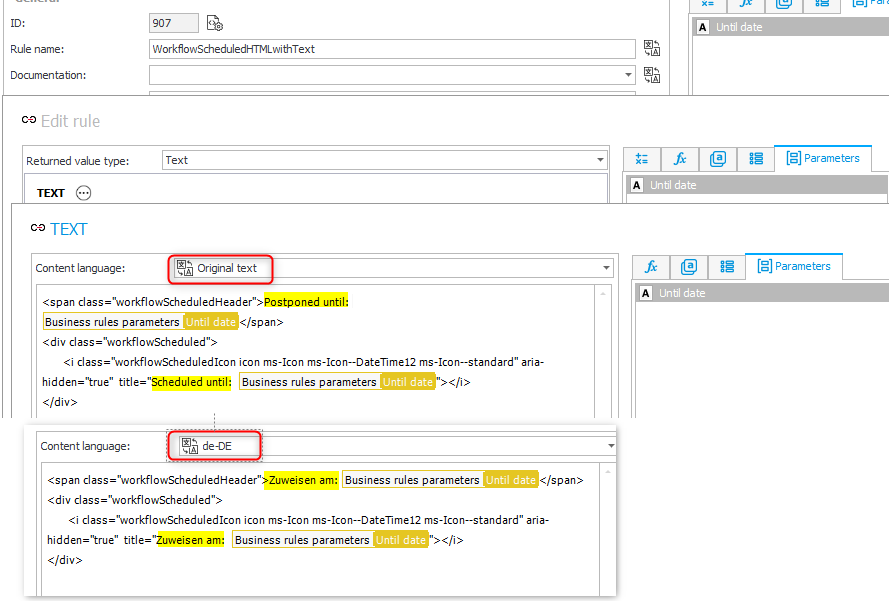 General
ID: 907
Rule name: WorkflowScheduledHTMLwithText
Documentation:
fx a Para
A Until date
Edit rule
Returned value type: Text
fx a Parameters
TEXT
A Until date
TEXT
Content language: Original text
fx a Parameters
A Until date
<span class="workflowScheduledHeader">Postponed until:
Business rules parameters Until date </span>
<div class="workflowScheduled">
<i class="workflowScheduledIcon icon ms-Icon ms-Icon--DateTime12 ms-Icon--standard" aria-
hidden="true" title="Scheduled until: Business rules parameters Until date "></i>
</div>
Content language: de-DE
<span class="workflowScheduledHeader">Zuweisen am: Business rules parameters Until date </span>
<div class="workflowScheduled">
<i class="workflowScheduledIcon icon ms-Icon ms-Icon--DateTime12 ms-Icon--standard" aria-
hidden="true" title="Zuweisen am: Business rules parameters Until date "></i>
</div>